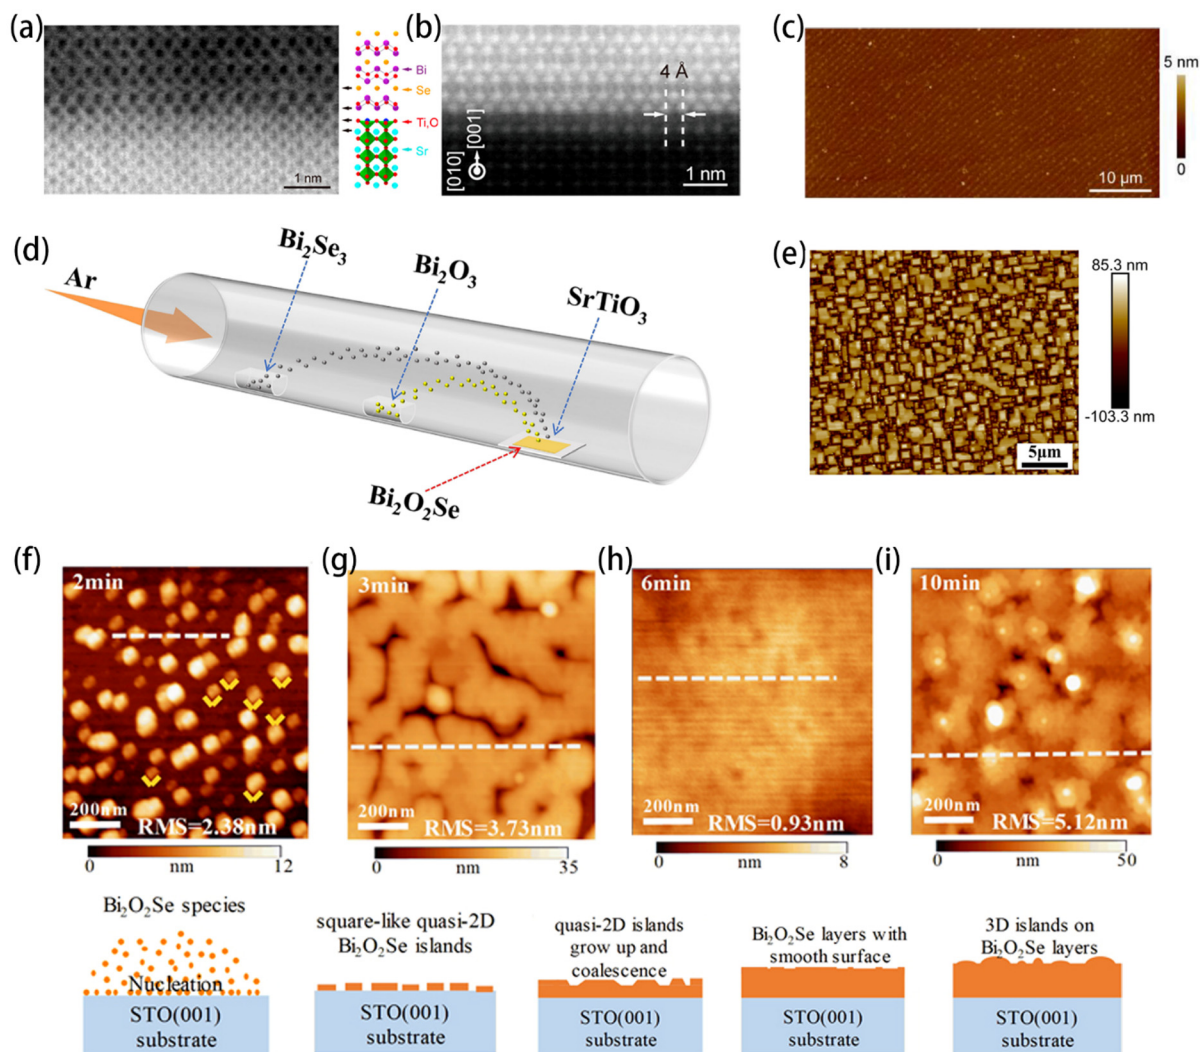 (a)
Bi
Se
Ti,O
Sr
1 nm
(b)
4 Å
[010]
[001]
1 nm
(c)
5 nm
0
10 μm
(d)
Ar
Bi₂Se₃
Bi₂O₃
SrTiO₃
Bi₂O₂Se
(e)
85.3 nm
-103.3 nm
5μm
(f)
2min
200nm
RMS=2.38nm
0 nm 12
(g)
3min
200nm
RMS=3.73nm
0 nm 35
(h)
6min
200nm
RMS=0.93nm
0 nm 8
(i)
10min
200nm
RMS=5.12nm
0 nm 50
Bi₂O₂Se species
Nucleation
STO(001)
substrate
square-like quasi-2D
Bi₂O₂Se islands
STO(001)
substrate
quasi-2D islands
grow up and
coalescence
STO(001)
substrate
Bi₂O₂Se layers with
smooth surface
STO(001)
substrate
3D islands on
Bi₂O₂Se layers
STO(001)
substrate